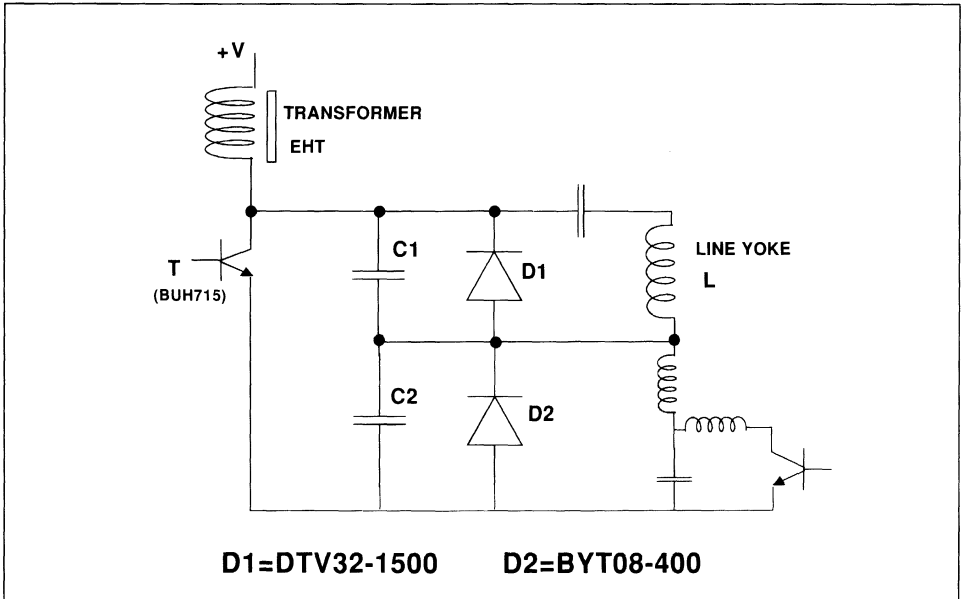 +V
TRANSFORMER
EHT
C1
D1
LINE YOKE
L
T
(BUH715)
C2
D2
D1=DTV32-1500 D2=BYT08-400